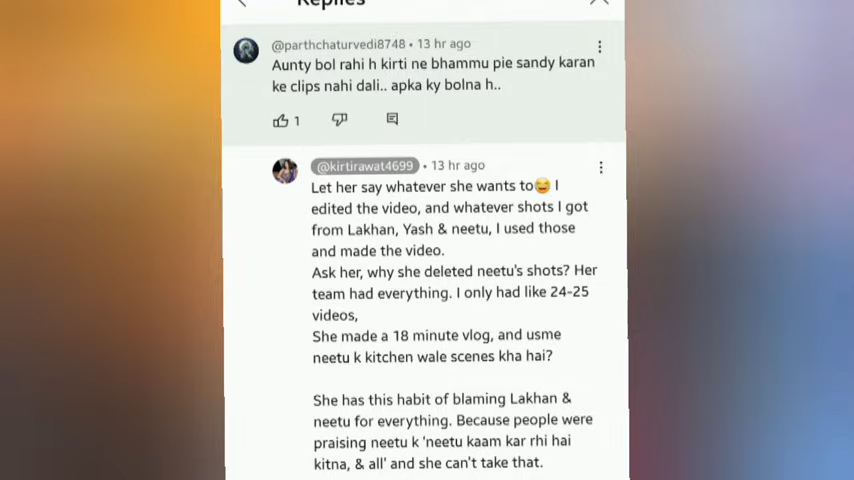 Replies
@parthchaturvedi8748 • 13 hr ago
Aunty bol rahi h kirti ne bhammu pie sandy karan
ke clips nahi dali.. apka ky bolna h..
1
@kirtirawat4699 • 13 hr ago
Let her say whatever she wants to😂 I
edited the video, and whatever shots I got
from Lakhan, Yash & neetu, I used those
and made the video.
Ask her, why she deleted neetu's shots? Her
team had everything. I only had like 24-25
videos,
She made a 18 minute vlog, and usme
neetu k kitchen wale scenes kha hai?
She has this habit of blaming Lakhan &
neetu for everything. Because people were
praising neetu k 'neetu kaam kar rhi hai
kitna, & all' and she can't take that.